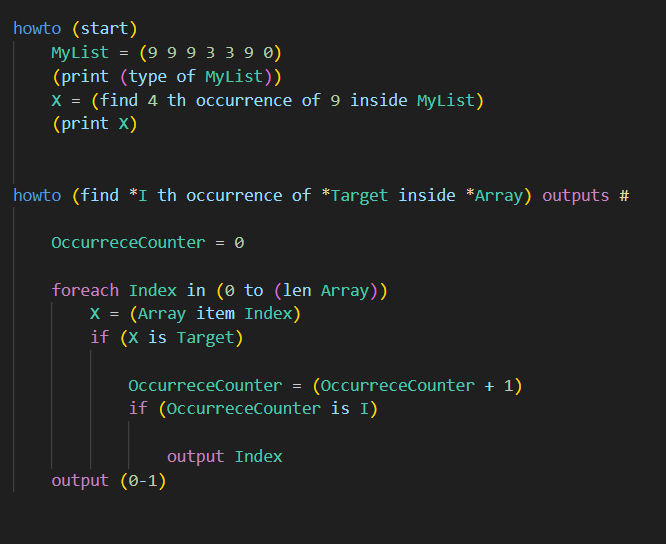 howto (start)
MyList = (9 9 9 3 3 9 0)
(print (type of MyList))
X = (find 4 th occurrence of 9 inside MyList)
(print X)
howto (find *I th occurrence of *Target inside *Array) outputs #
OccurreceCounter = 0
foreach Index in (0 to (len Array))
X = (Array item Index)
if (X is Target)
OccurreceCounter = (OccurreceCounter + 1)
if (OccurreceCounter is I)
output Index
output (0-1)